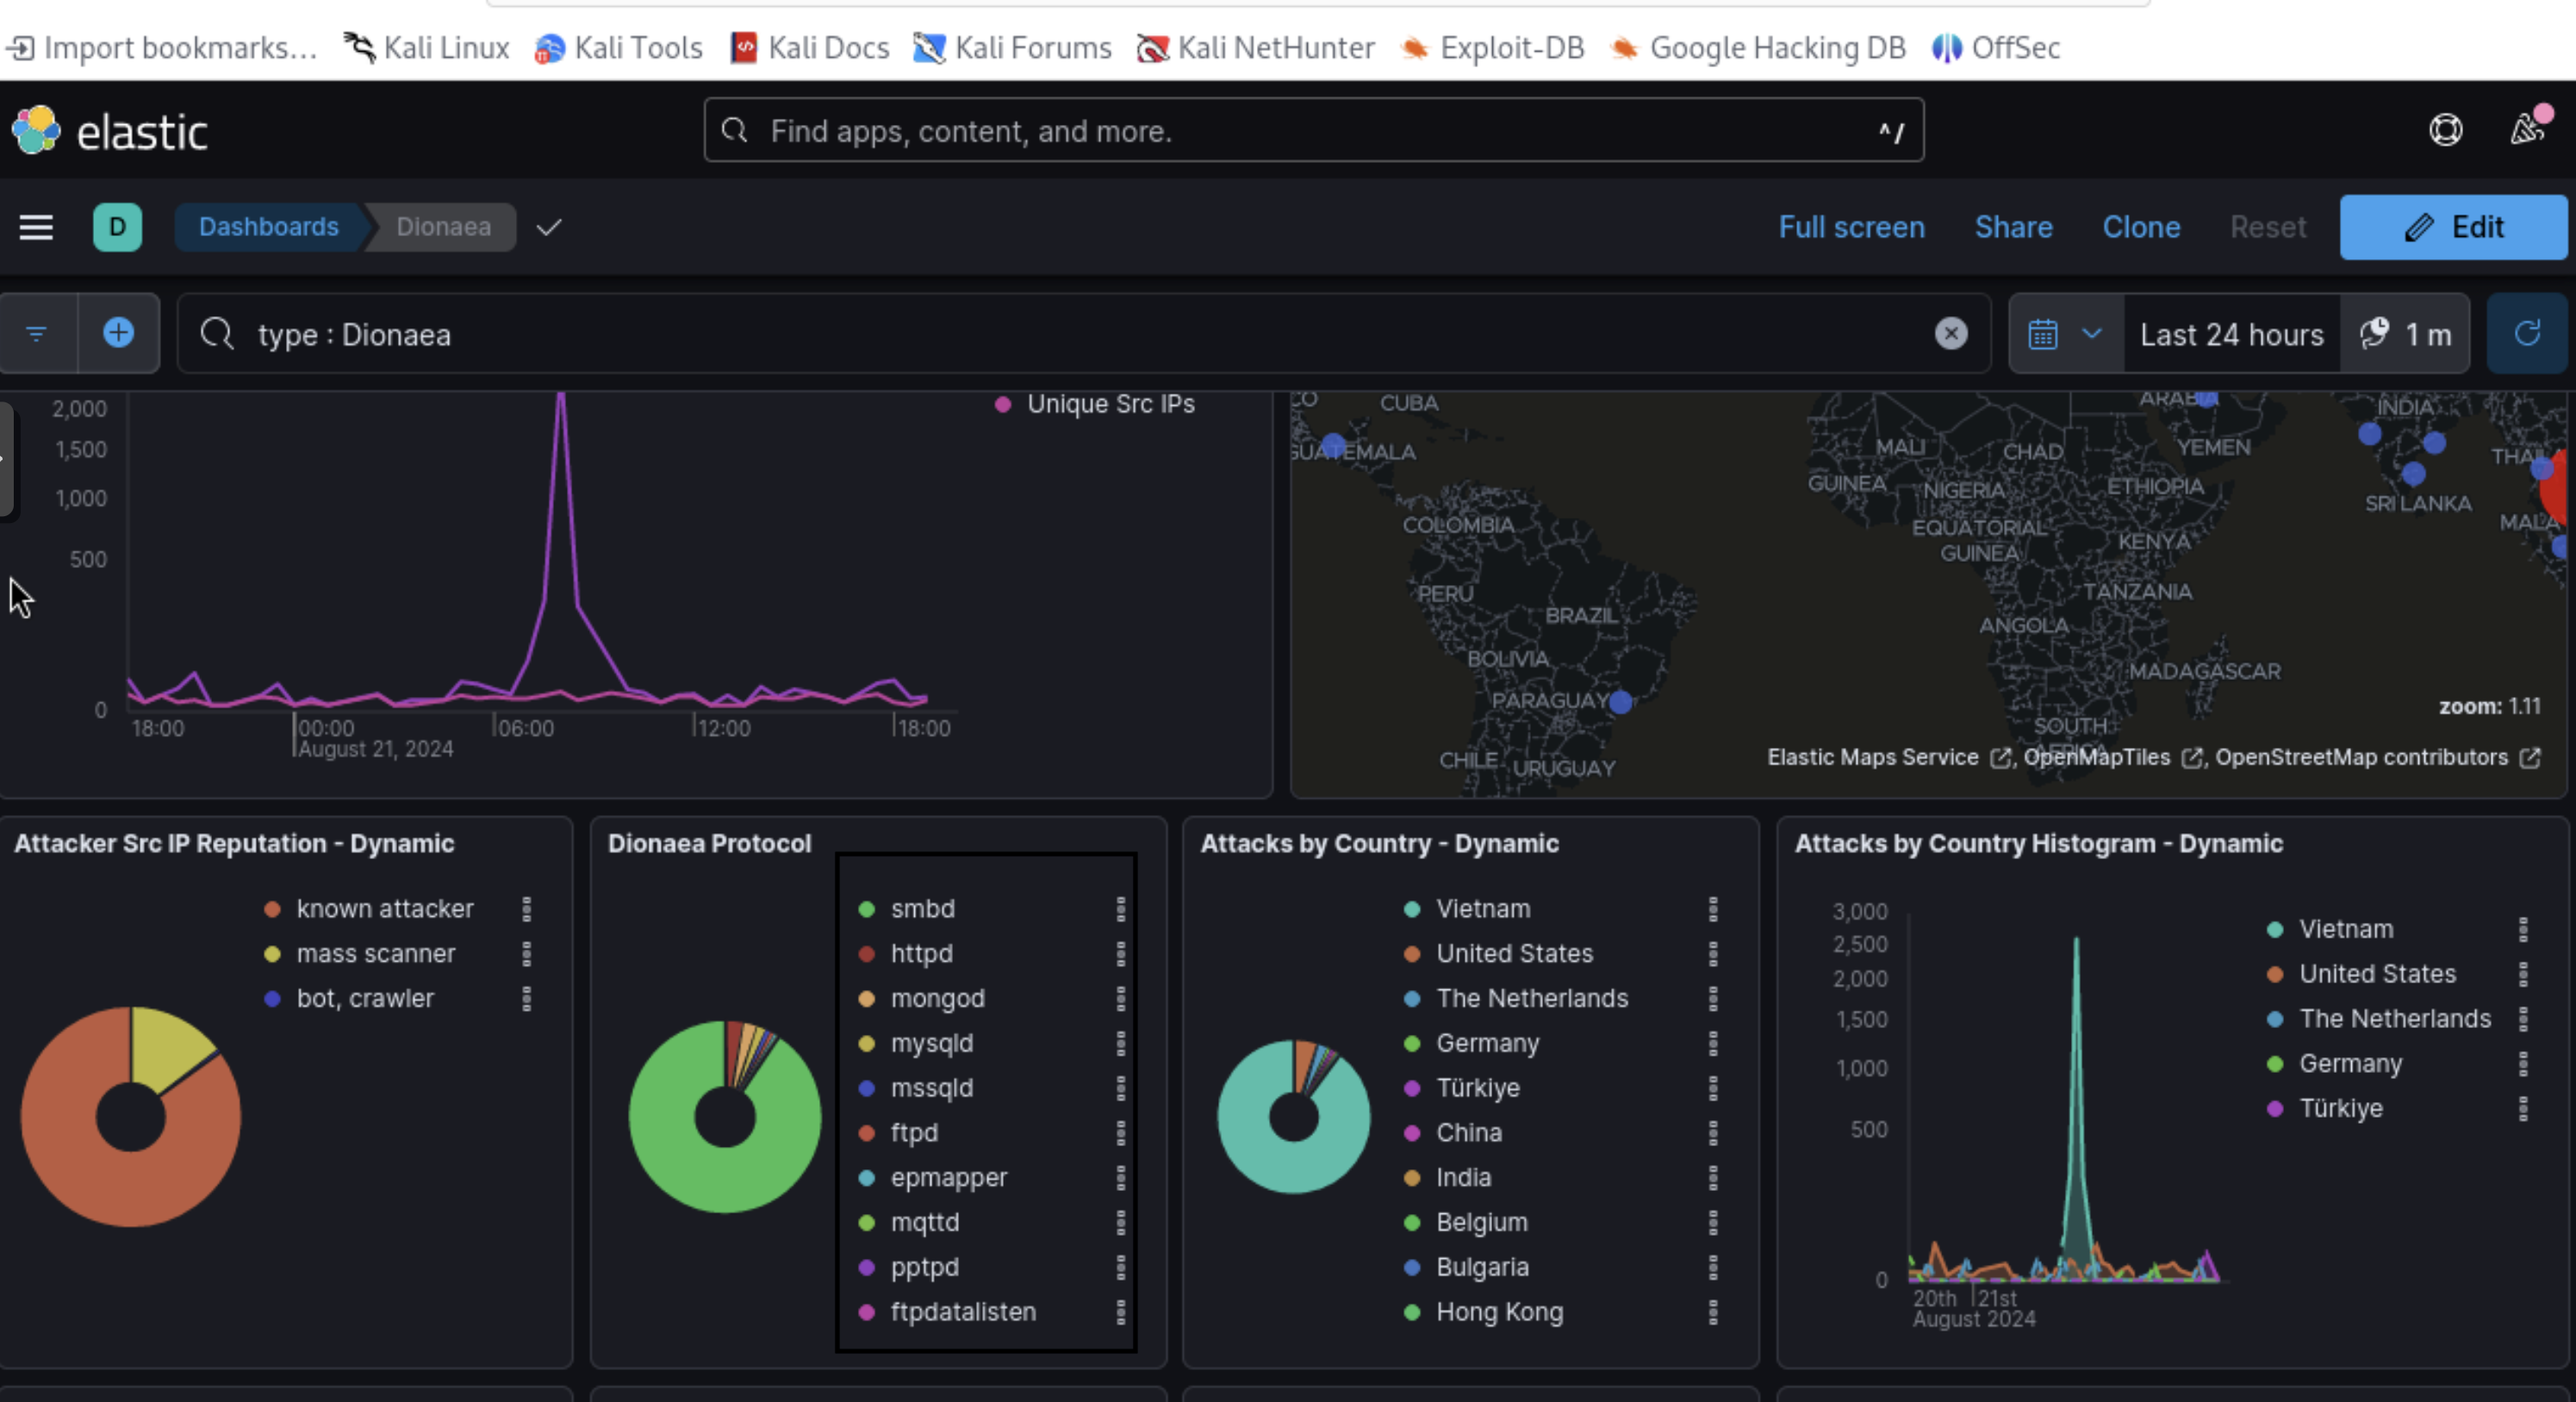 Import bookmarks... Kali Linux Kali Tools Kali Docs Kali Forums Kali NetHunter Exploit-DB Google Hacking DB OffSec
elastic Find apps, content, and more. ^/
D Dashboards Dionaea Full screen Share Clone Reset Edit
type : Dionaea Last 24 hours 1 m
2,000
1,500
1,000
500
0
18:00 00:00 06:00 12:00 18:00
August 21, 2024
Unique Src IPs
CUBA
GUATEMALA
COLOMBIA
PERU
BRAZIL
BOLIVIA
PARAGUAY
CHILE
URUGUAY
MALI
CHAD
GUINEA
NIGERIA
ETHIOPIA
EQUATORIAL
GUINEA
KENYA
TANZANIA
ANGOLA
MADAGASCAR
SOUTH
AFRICA
ARABIA
YEMEN
INDIA
SRI LANKA
zoom: 1.11
Elastic Maps Service , OpenMapTiles , OpenStreetMap contributors
Attacker Src IP Reputation - Dynamic
known attacker
mass scanner
bot, crawler
Dionaea Protocol
smbd
httpd
mongod
mysqld
mssqld
ftpd
epmapper
mqttd
pptpd
ftpdatalisten
Attacks by Country - Dynamic
Vietnam
United States
The Netherlands
Germany
Türkiye
China
India
Belgium
Bulgaria
Hong Kong
Attacks by Country Histogram - Dynamic
3,000
2,500
2,000
1,500
1,000
500
0
20th 21st
August 2024
Vietnam
United States
The Netherlands
Germany
Türkiye